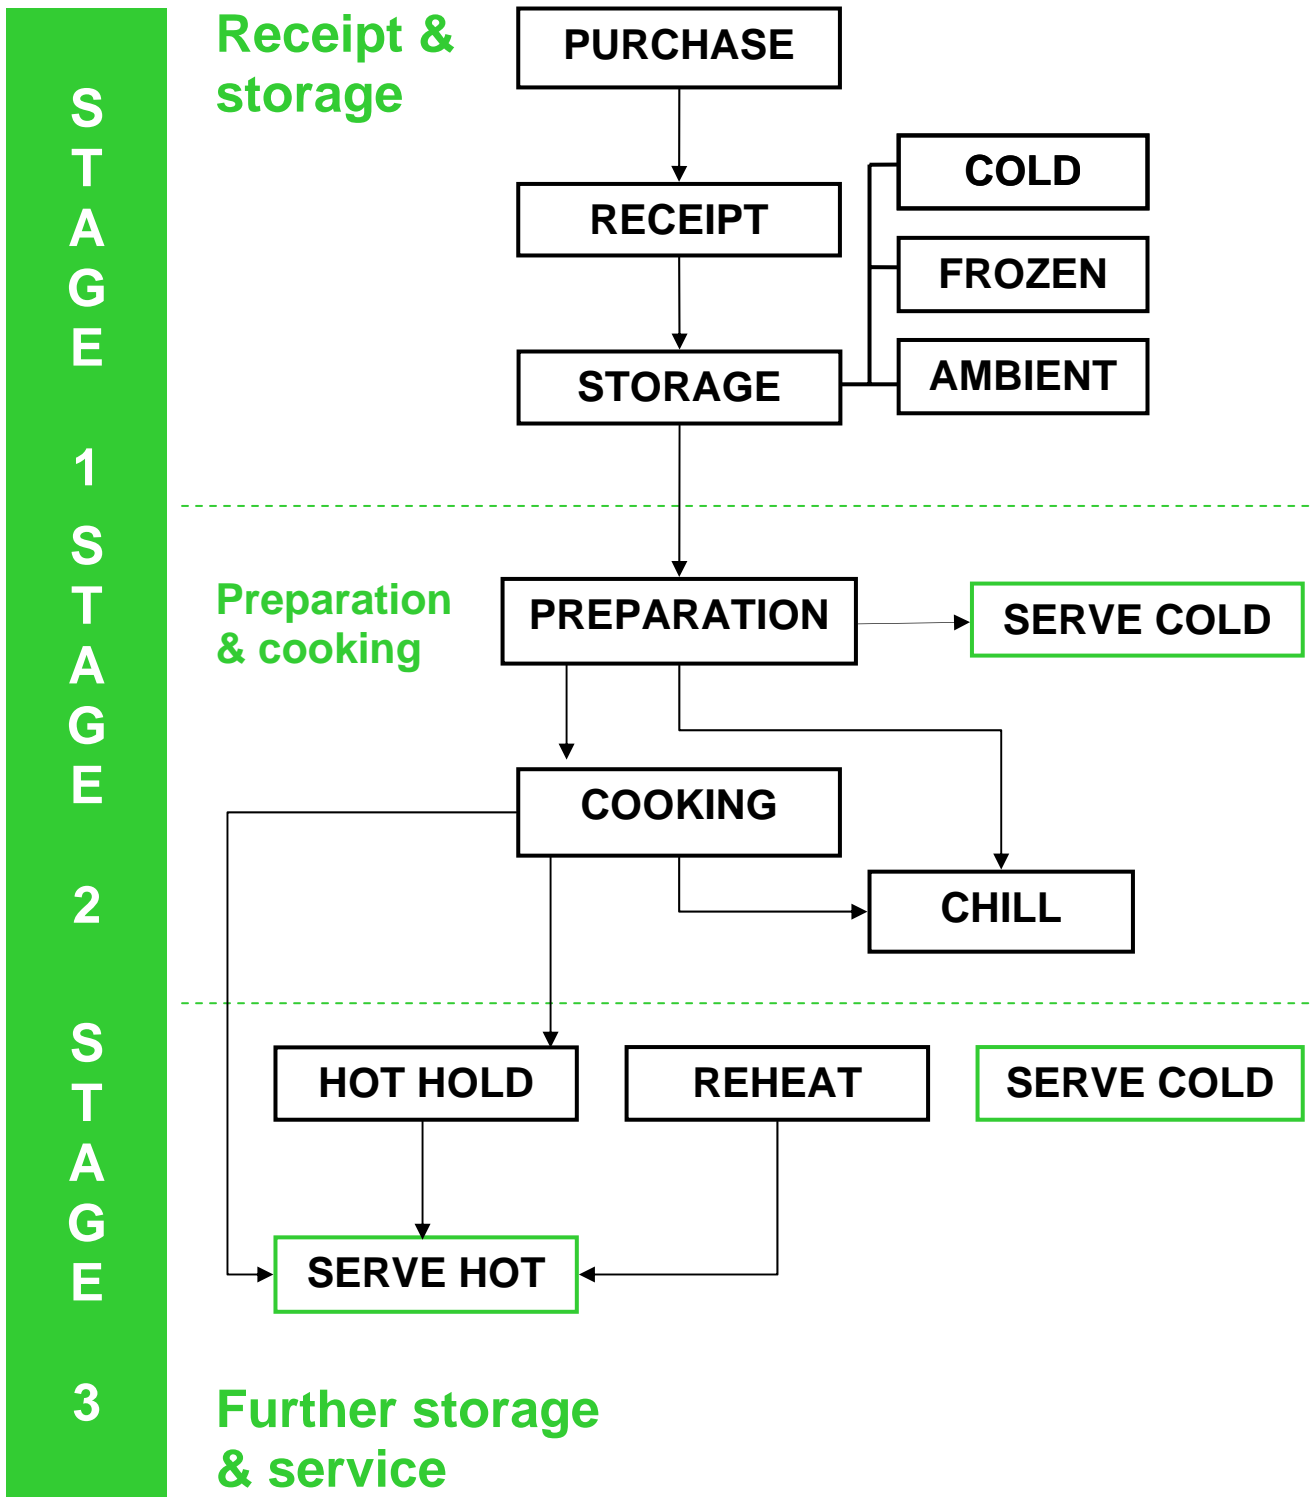 STAGE 1
Receipt &
storage
PURCHASE
RECEIPT
STORAGE
COLD
FROZEN
AMBIENT
STAGE 2
Preparation
& cooking
PREPARATION
SERVE COLD
COOKING
CHILL
STAGE 3
HOT HOLD
REHEAT
SERVE COLD
SERVE HOT
Further storage
& service